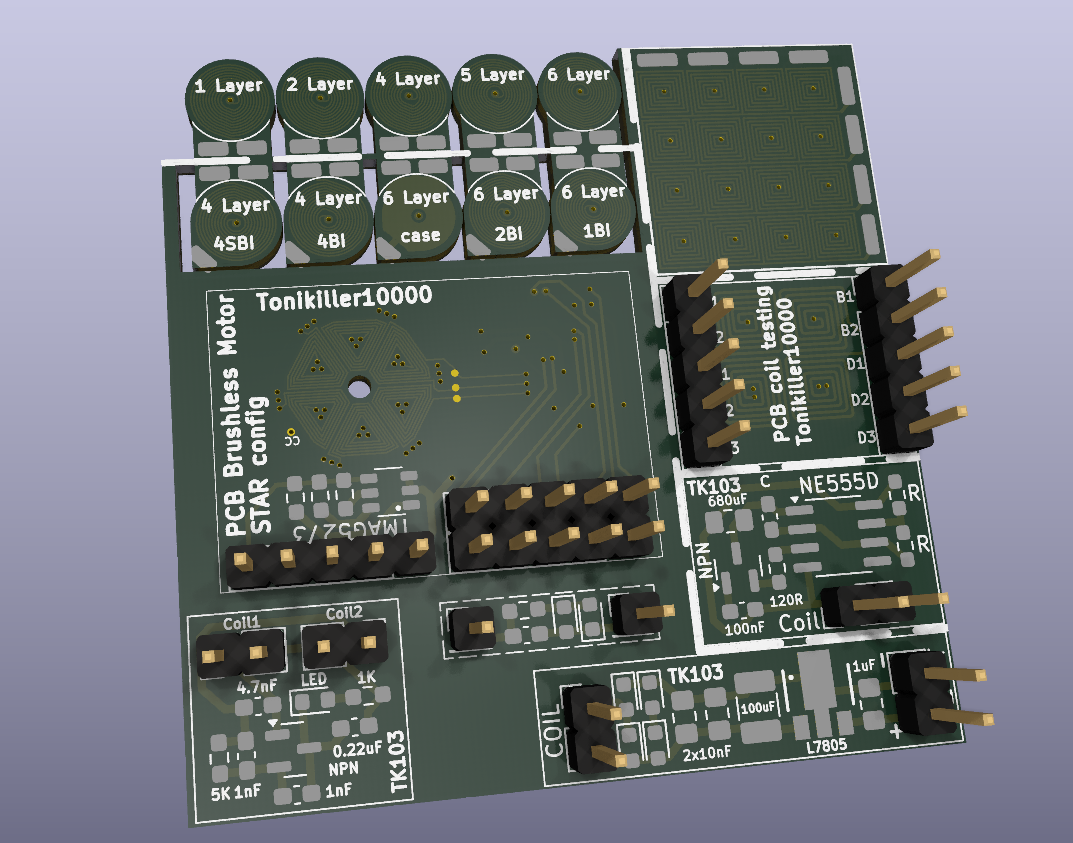 1 Layer
2 Layer
4 Layer
5 Layer
6 Layer
4 Layer
4SBI
4 Layer
4BI
6 Layer
case
6 Layer
2BI
6 Layer
1BI
Tonikiller10000
PCB Brushless Motor
STAR config
CC
TMAG5273
1
2
1
2
3
PCB coil testing
Tonikiller10000
B1
B2
D1
D2
D3
TK103
680uF
C
NE555D
R
R
NPN
120R
100nF
Coil
Coil1
Coil2
4.7nF
LED
1K
0.22uF
NPN
5K
1nF
1nF
TK103
COIL
TK103
100uF
2x10nF
L7805
1uF
+